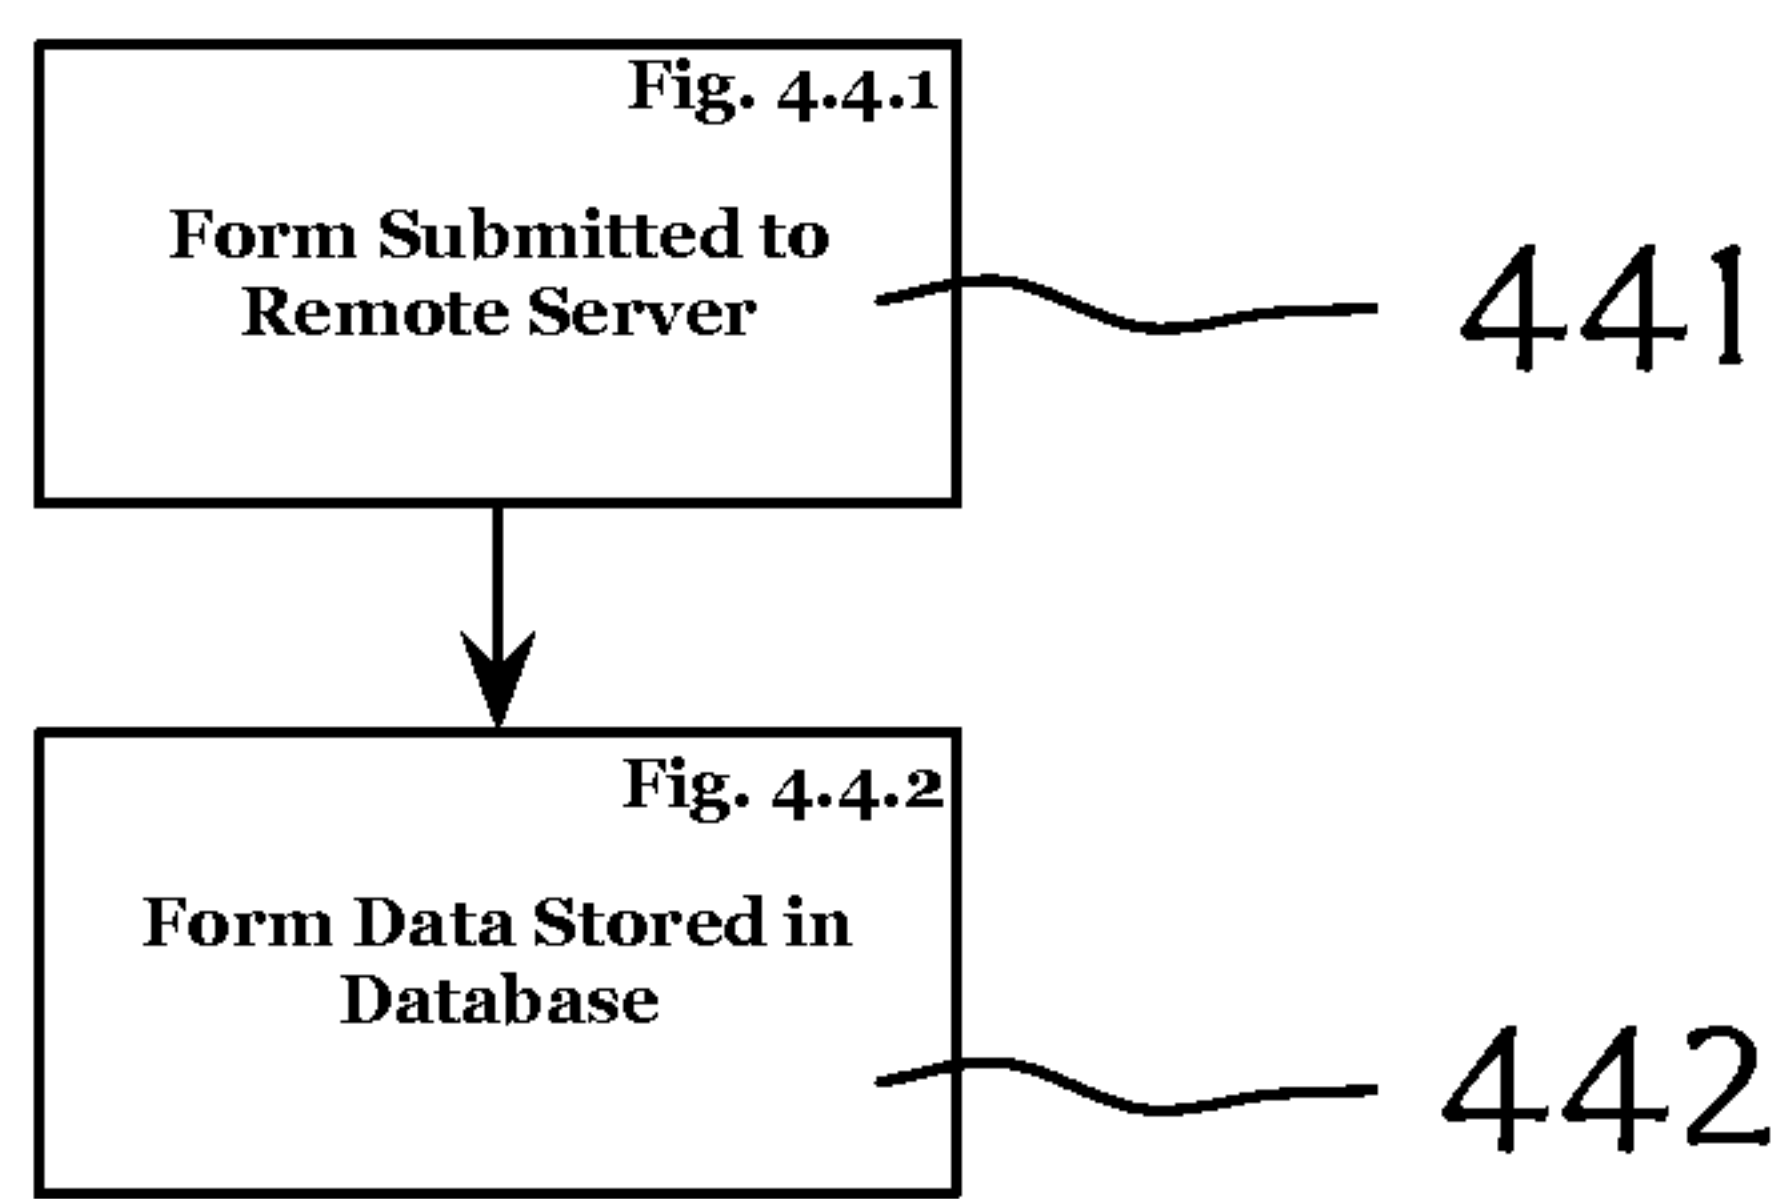 Fig. 4.4.1
Form Submitted to
Remote Server
441
Fig. 4.4.2
Form Data Stored in
Database
442